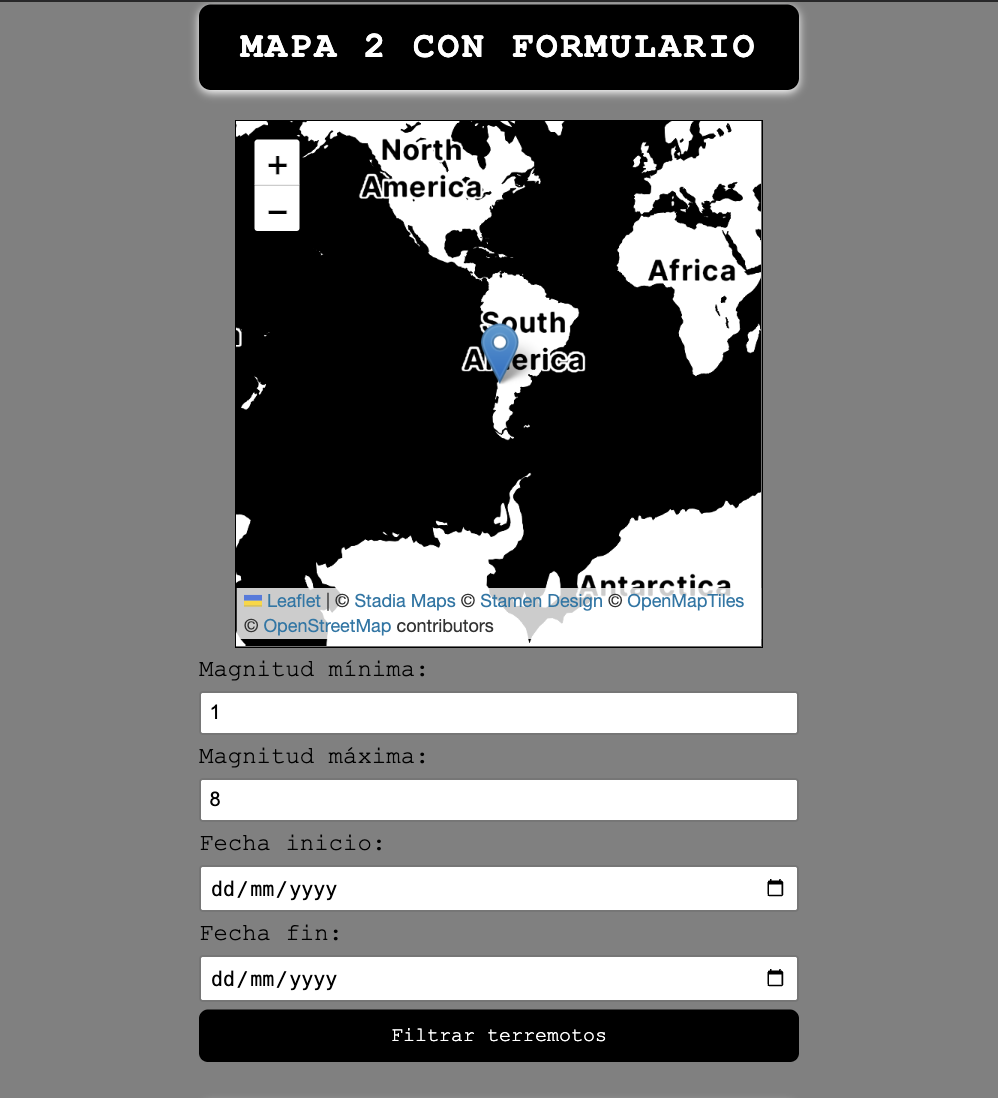 MAPA 2 CON FORMULARIO
+
−
North
America
Africa
South
America
Antarctica
Leaflet | © Stadia Maps © Stamen Design © OpenMapTiles
© OpenStreetMap contributors
Magnitud mínima:
1
Magnitud máxima:
8
Fecha inicio:
dd/mm/yyyy
Fecha fin:
dd/mm/yyyy
Filtrar terremotos